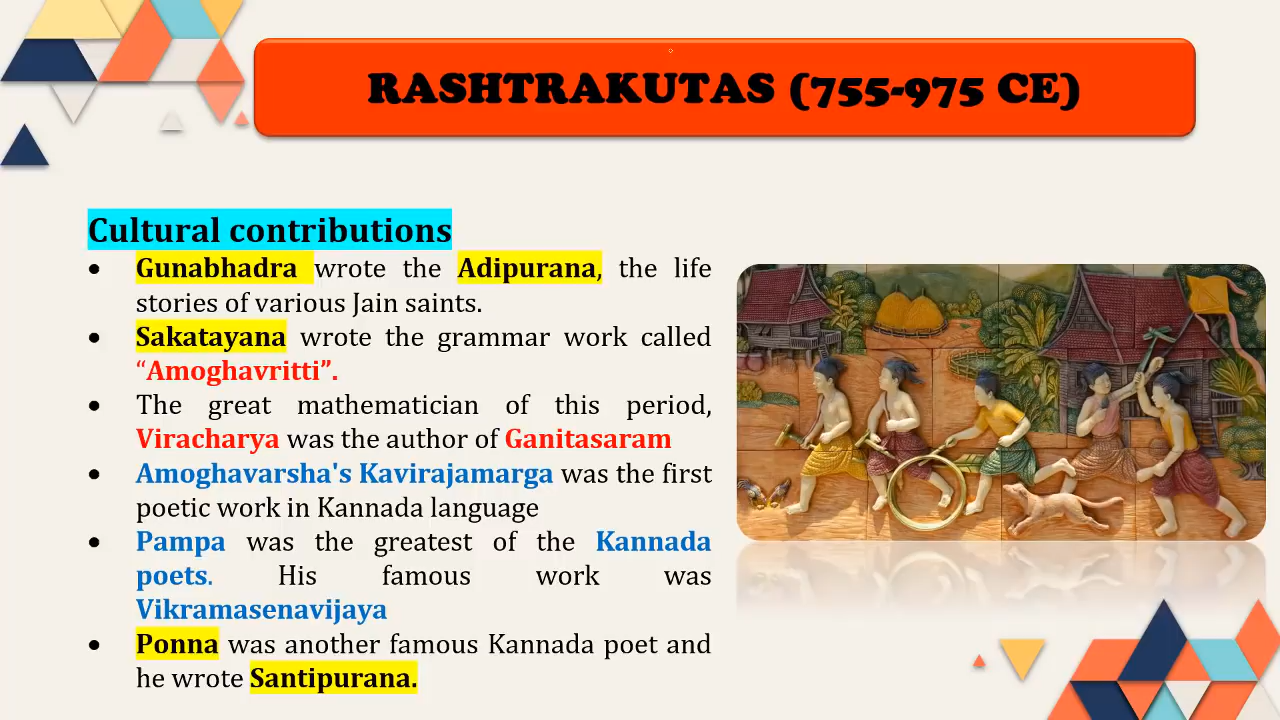 RASHTRAKUTAS (755-975 CE)
Cultural contributions
• Gunabhadra wrote the Adipurana, the life
stories of various Jain saints.
• Sakatayana wrote the grammar work called
“Amoghavritti”.
• The great mathematician of this period,
Viracharya was the author of Ganitasaram
• Amoghavarsha's Kavirajamarga was the first
poetic work in Kannada language
• Pampa was the greatest of the Kannada
poets. His famous work was
Vikramasenavijaya
• Ponna was another famous Kannada poet and
he wrote Santipurana.